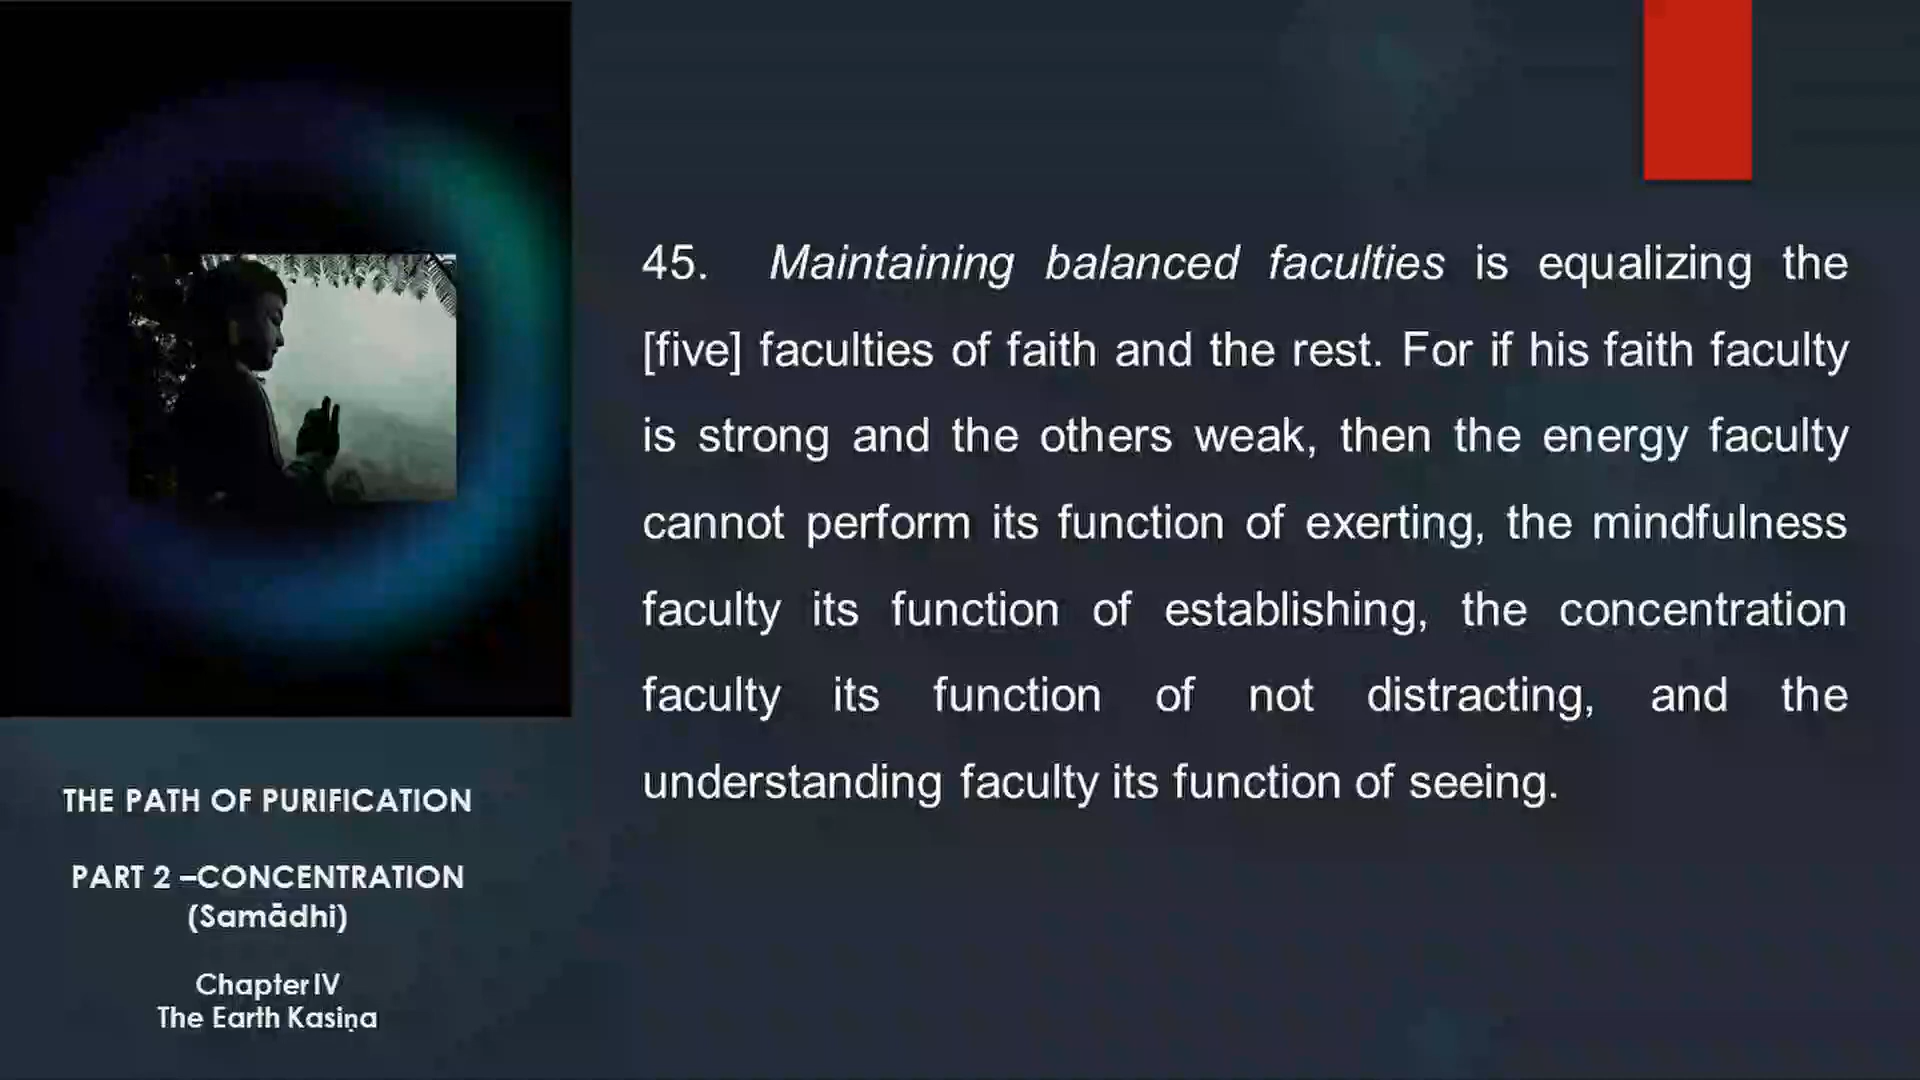 45. Maintaining balanced faculties is equalizing the
[five] faculties of faith and the rest. For if his faith faculty
is strong and the others weak, then the energy faculty
cannot perform its function of exerting, the mindfulness
faculty its function of establishing, the concentration
faculty its function of not distracting, and the
understanding faculty its function of seeing.
THE PATH OF PURIFICATION
PART 2 –CONCENTRATION
(Samādhi)
Chapter IV
The Earth Kasiṇa